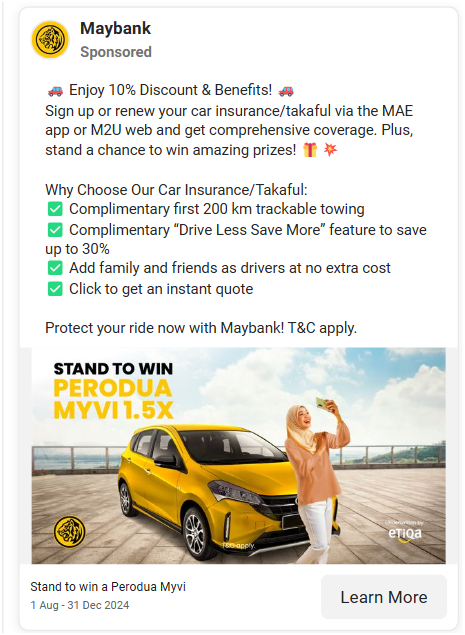 Maybank
Sponsored
🚗 Enjoy 10% Discount & Benefits! 🚗
Sign up or renew your car insurance/takaful via the MAE
app or M2U web and get comprehensive coverage. Plus,
stand a chance to win amazing prizes! 🎁 💥
Why Choose Our Car Insurance/Takaful:
✅ Complimentary first 200 km trackable towing
✅ Complimentary “Drive Less Save More” feature to save
up to 30%
✅ Add family and friends as drivers at no extra cost
✅ Click to get an instant quote
Protect your ride now with Maybank! T&C apply.
STAND TO WIN
PERODUA
MYVI 1.5X
etiqa
T&C apply.
Stand to win a Perodua Myvi
1 Aug - 31 Dec 2024
Learn More